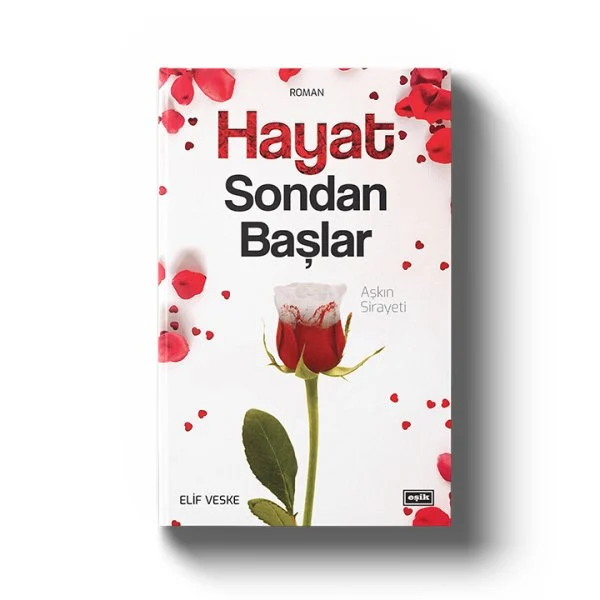 ROMAN
Hayat
Sondan
Başlar
Aşkın
Sirayeti
ELİF VESKE
eşik